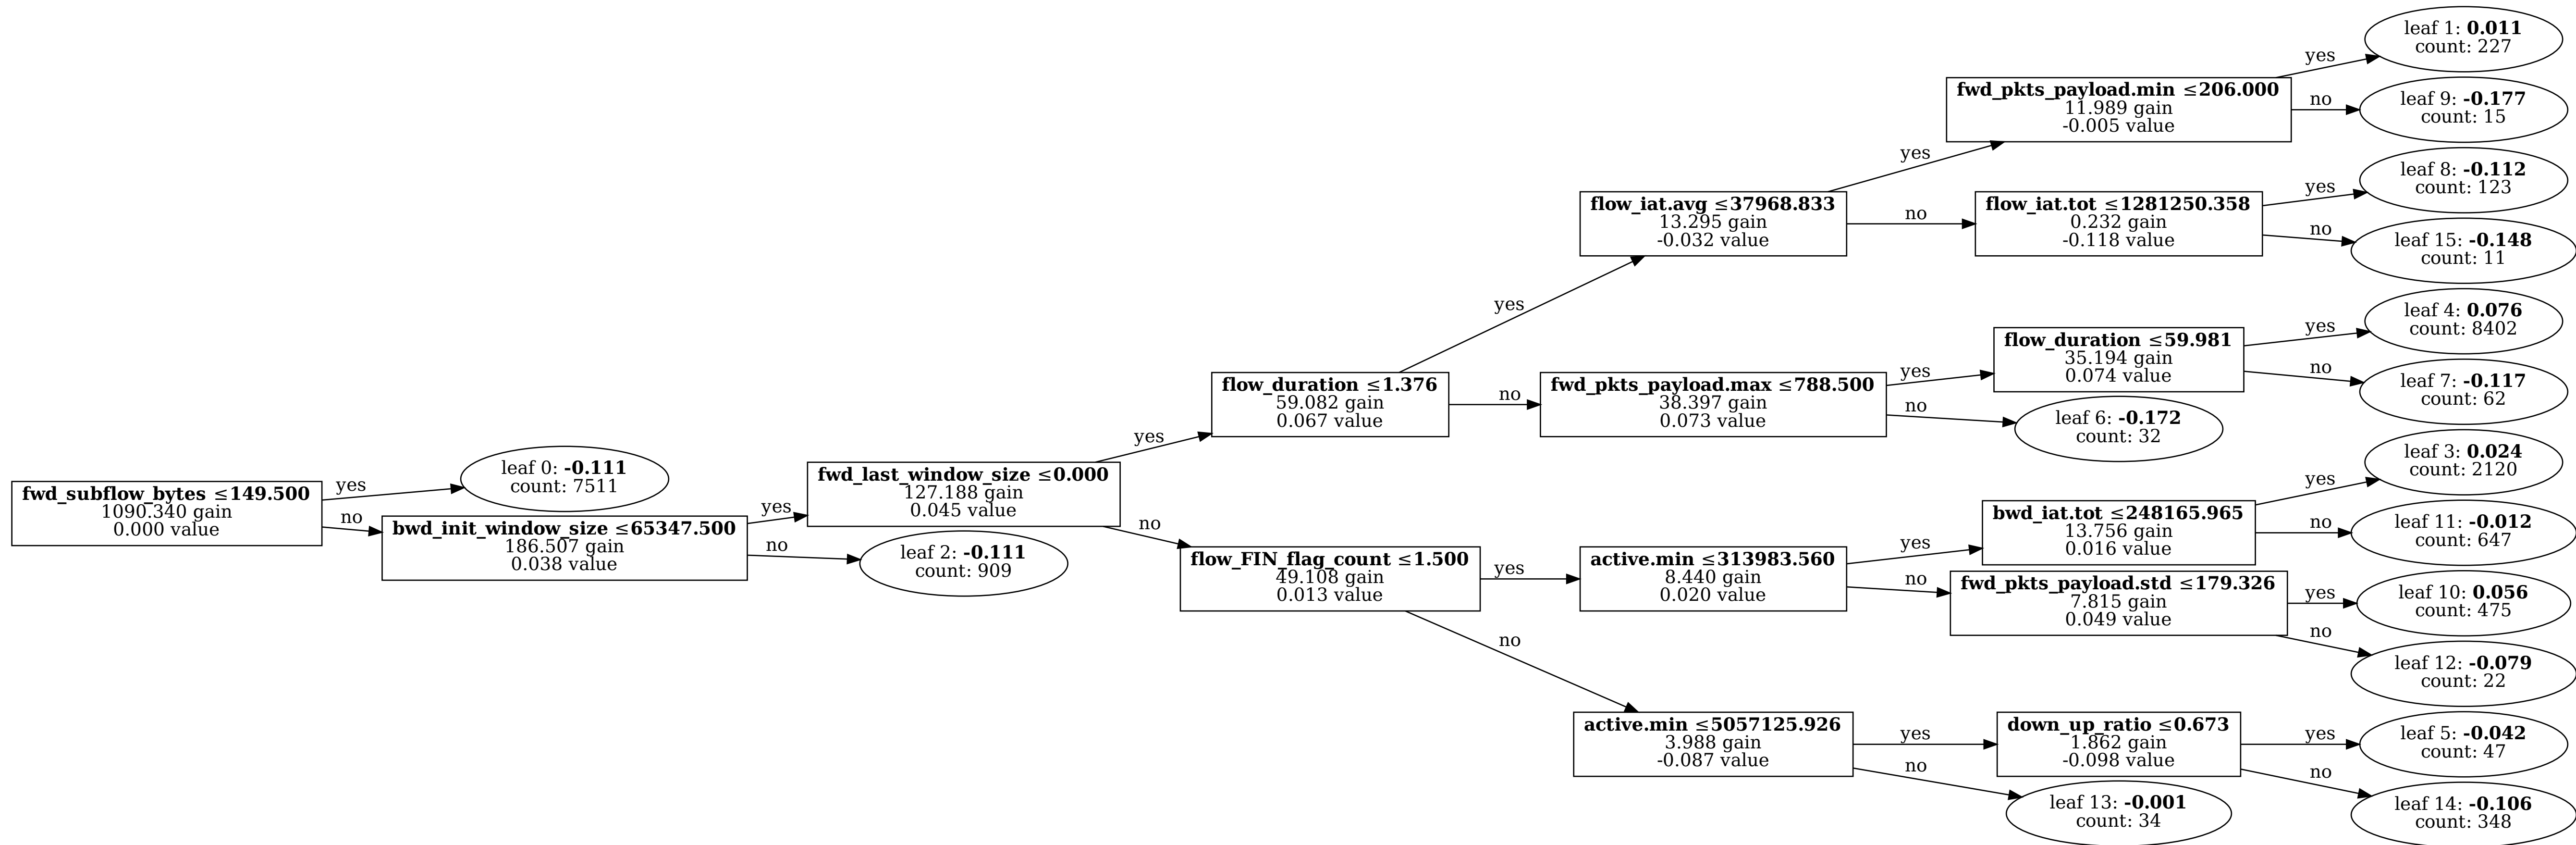 fwd_subflow_bytes ≤149.500
1090.340 gain
0.000 value
yes
no
leaf 0: -0.111
count: 7511
bwd_init_window_size ≤65347.500
186.507 gain
0.038 value
yes
no
fwd_last_window_size ≤0.000
127.188 gain
0.045 value
leaf 2: -0.111
count: 909
yes
no
flow_duration ≤1.376
59.082 gain
0.067 value
yes
no
flow_FIN_flag_count ≤1.500
49.108 gain
0.013 value
yes
no
flow_iat.avg ≤37968.833
13.295 gain
-0.032 value
yes
no
fwd_pkts_payload.max ≤788.500
38.397 gain
0.073 value
yes
no
active.min ≤313983.560
8.440 gain
0.020 value
yes
no
active.min ≤5057125.926
3.988 gain
-0.087 value
yes
no
fwd_pkts_payload.min ≤206.000
11.989 gain
-0.005 value
yes
no
flow_iat.tot ≤1281250.358
0.232 gain
-0.118 value
yes
no
flow_duration ≤59.981
35.194 gain
0.074 value
yes
no
leaf 6: -0.172
count: 32
bwd_iat.tot ≤248165.965
13.756 gain
0.016 value
yes
no
fwd_pkts_payload.std ≤179.326
7.815 gain
0.049 value
yes
no
down_up_ratio ≤0.673
1.862 gain
-0.098 value
yes
no
leaf 13: -0.001
count: 34
leaf 1: 0.011
count: 227
leaf 9: -0.177
count: 15
leaf 8: -0.112
count: 123
leaf 15: -0.148
count: 11
leaf 4: 0.076
count: 8402
leaf 7: -0.117
count: 62
leaf 3: 0.024
count: 2120
leaf 11: -0.012
count: 647
leaf 10: 0.056
count: 475
leaf 12: -0.079
count: 22
leaf 5: -0.042
count: 47
leaf 14: -0.106
count: 348